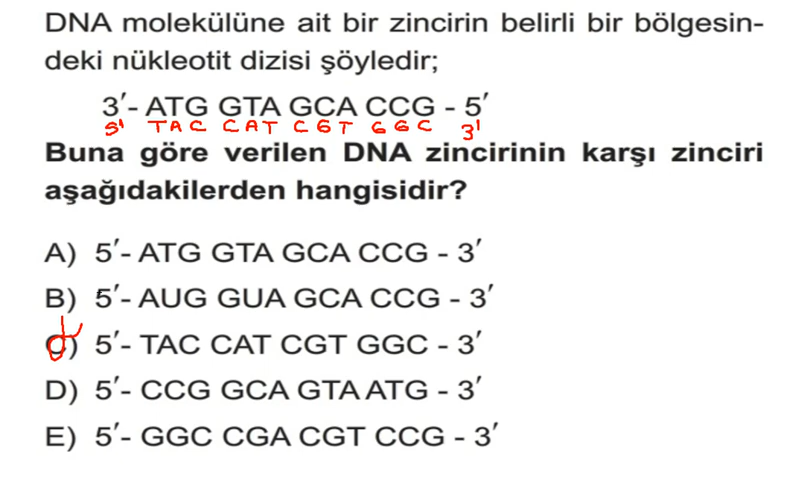 DNA molekülüne ait bir zincirin belirli bir bölgesin-
deki nükleotit dizisi şöyledir;
3′- ATG GTA GCA CCG - 5′
5' TAC CAT CGT GGC 3'
Buna göre verilen DNA zincirinin karşı zinciri
aşağıdakilerden hangisidir?
A) 5′- ATG GTA GCA CCG - 3′
B) 5′- AUG GUA GCA CCG - 3′
C) 5′- TAC CAT CGT GGC - 3′
D) 5′- CCG GCA GTA ATG - 3′
E) 5′- GGC CGA CGT CCG - 3′